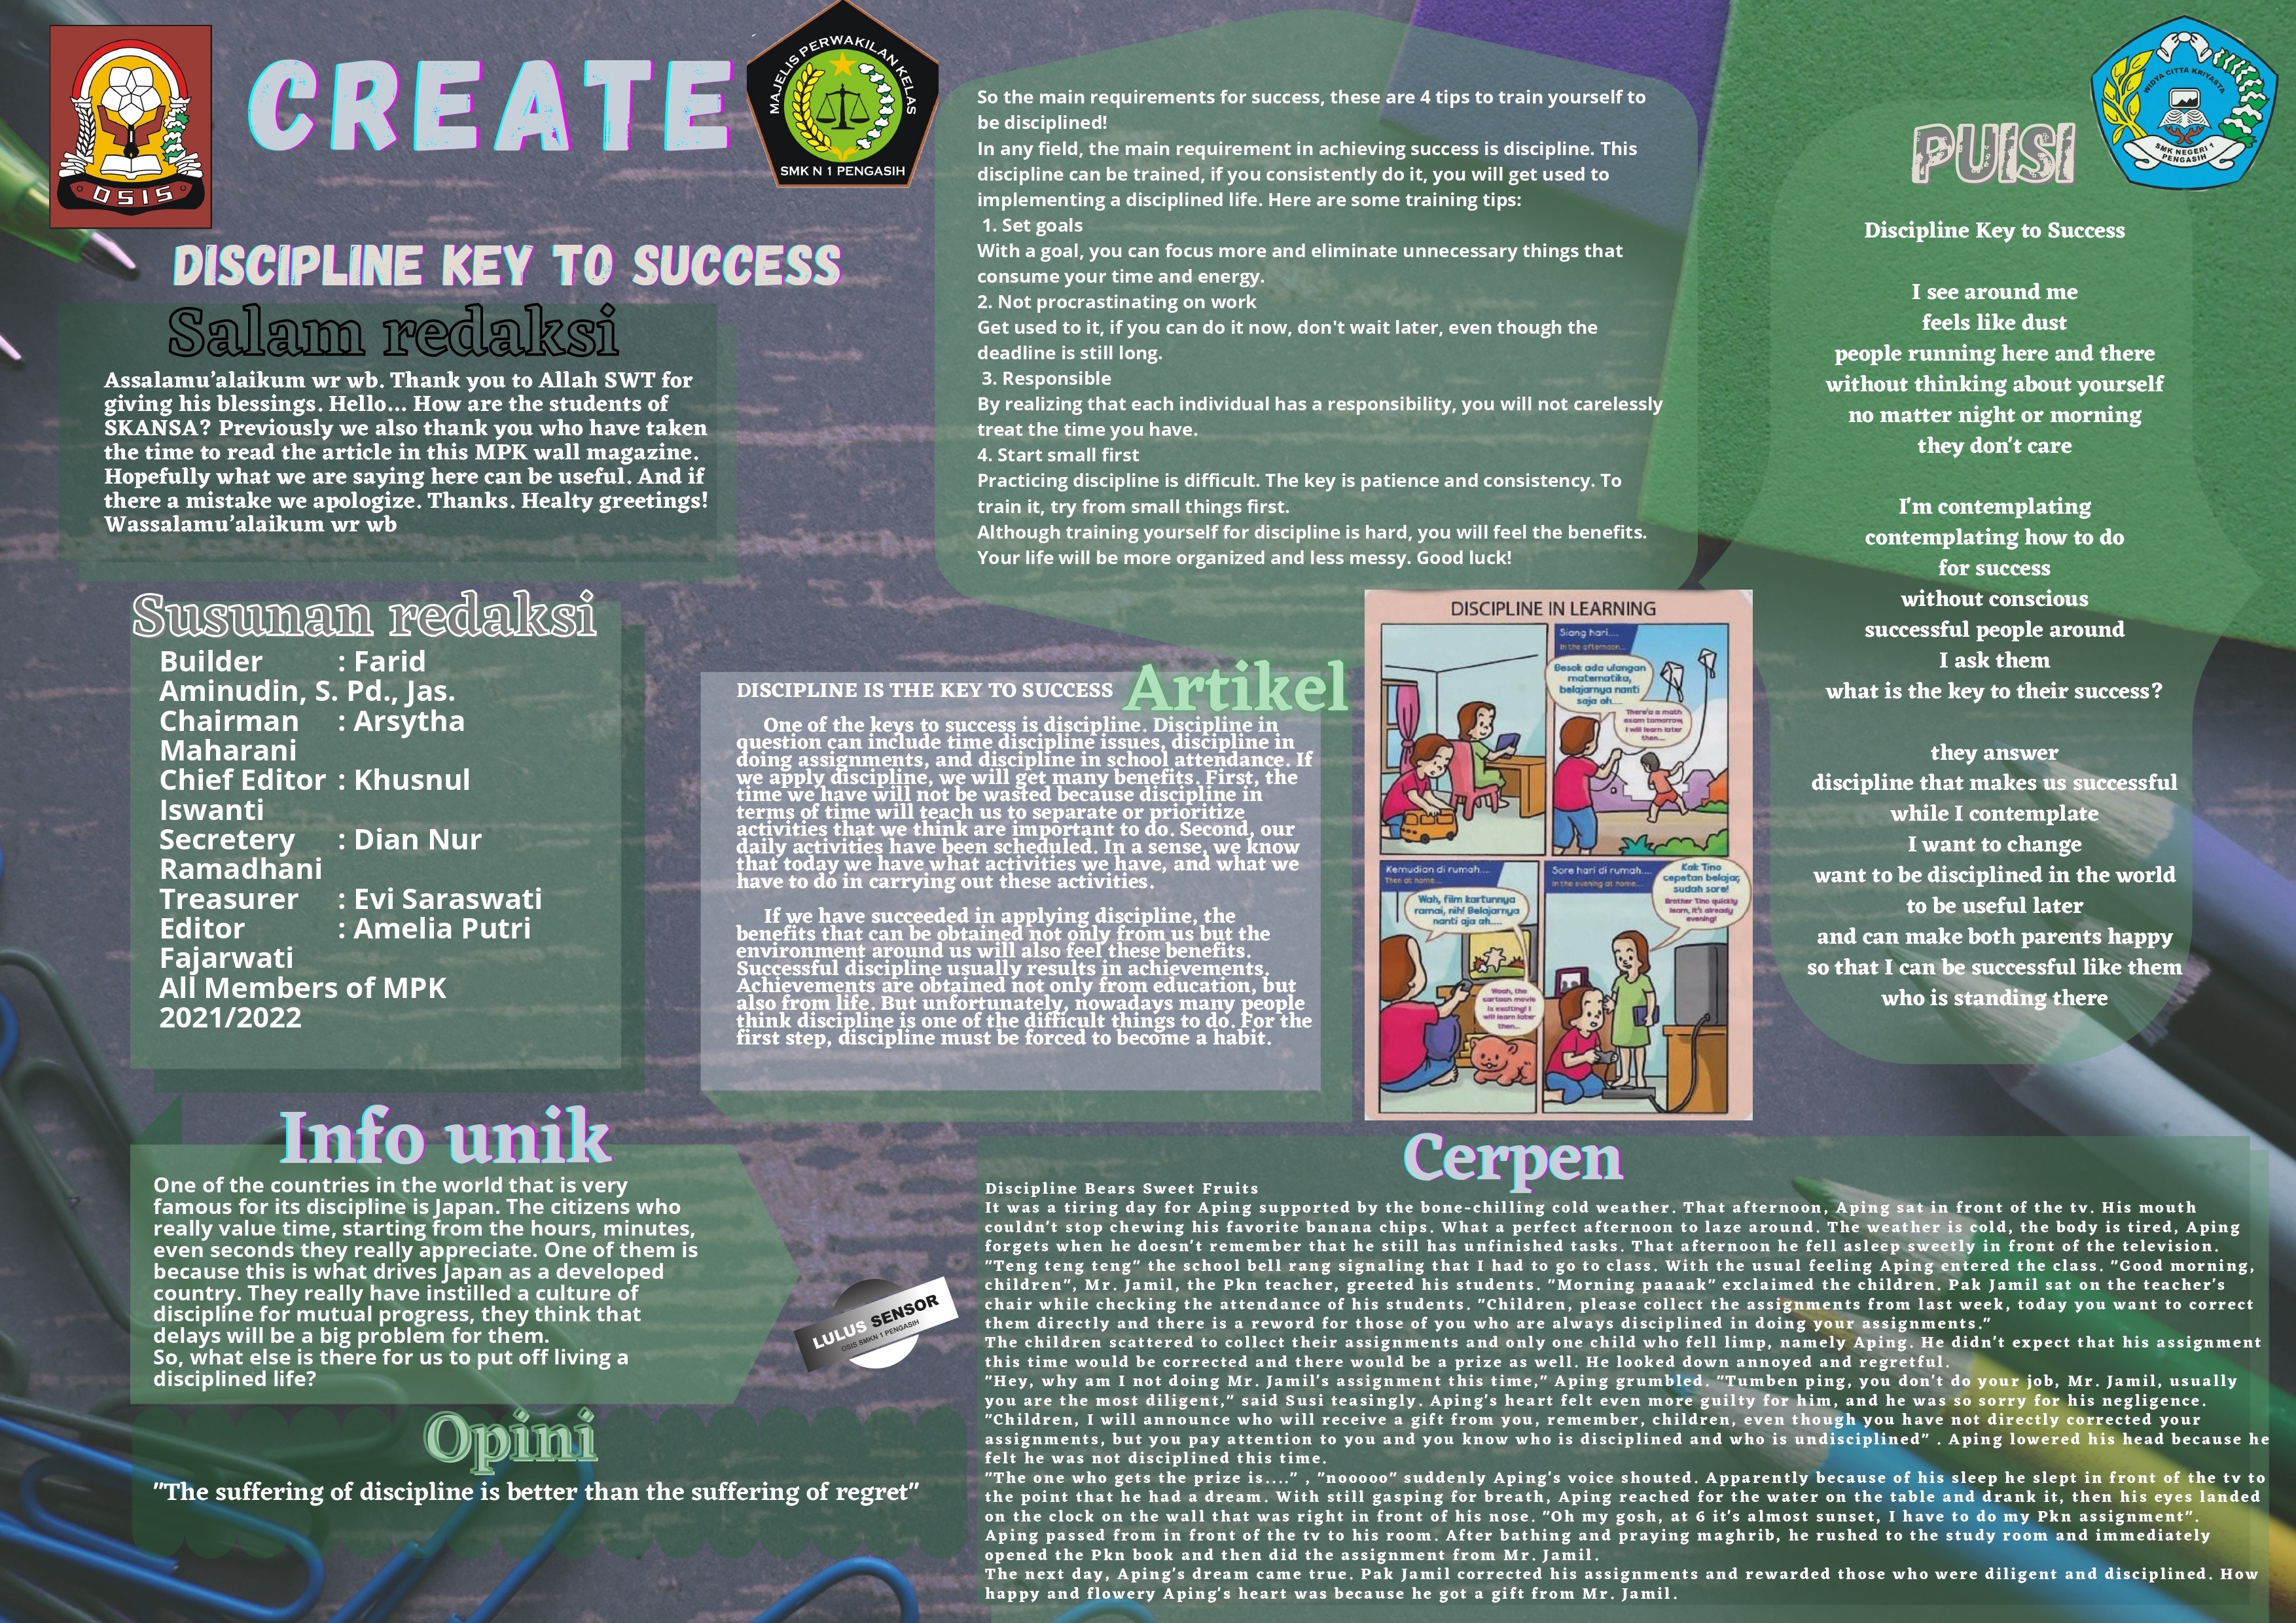 OSIS
CREATE
MAJELIS PERWAKILAN KELAS
SMK N 1 PENGASIH
DISCIPLINE KEY TO SUCCESS
Salam redaksi
Assalamu'alaikum wr wb. Thank you to Allah SWT for
giving his blessings. Hello... How are the students of
SKANSA? Previously we also thank you who have taken
the time to read the article in this MPK wall magazine.
Hopefully what we are saying here can be useful. And if
there a mistake we apologize. Thanks. Healty greetings!
Wassalamu'alaikum wr wb
Susunan redaksi
Builder : Farid
Aminudin, S. Pd., Jas.
Chairman : Arsytha
Maharani
Chief Editor : Khusnul
Iswanti
Secretery : Dian Nur
Ramadhani
Treasurer : Evi Saraswati
Editor : Amelia Putri
Fajarwati
All Members of MPK
2021/2022
Info unik
One of the countries in the world that is very
famous for its discipline is Japan. The citizens who
really value time, starting from the hours, minutes,
even seconds they really appreciate. One of them is
because this is what drives Japan as a developed
country. They really have instilled a culture of
discipline for mutual progress, they think that
delays will be a big problem for them.
So, what else is there for us to put off living a
disciplined life?
LULUS SENSOR
OSIS SMKN 1 PENGASIH
Opini
"The suffering of discipline is better than the suffering of regret"
So the main requirements for success, these are 4 tips to train yourself to
be disciplined!
In any field, the main requirement in achieving success is discipline. This
discipline can be trained, if you consistently do it, you will get used to
implementing a disciplined life. Here are some training tips:
1. Set goals
With a goal, you can focus more and eliminate unnecessary things that
consume your time and energy.
2. Not procrastinating on work
Get used to it, if you can do it now, don't wait later, even though the
deadline is still long.
3. Responsible
By realizing that each individual has a responsibility, you will not carelessly
treat the time you have.
4. Start small first
Practicing discipline is difficult. The key is patience and consistency. To
train it, try from small things first.
Although training yourself for discipline is hard, you will feel the benefits.
Your life will be more organized and less messy. Good luck!
Artikel
DISCIPLINE IS THE KEY TO SUCCESS
One of the keys to success is discipline. Discipline in
question can include time discipline issues, discipline in
doing assignments, and discipline in school attendance. If
we apply discipline, we will get many benefits. First, the
time we have will not be wasted because discipline in
terms of time will teach us to separate or prioritize
activities that we think are important to do. Second, our
daily activities have been scheduled. In a sense, we know
that today we have what activities we have, and what we
have to do in carrying out these activities.
If we have succeeded in applying discipline, the
benefits that can be obtained not only from us but the
environment around us will also feel these benefits.
Successful discipline usually results in achievements.
Achievements are obtained not only from education, but
also from life. But unfortunately, nowadays many people
think discipline is one of the difficult things to do. For the
first step, discipline must be forced to become a habit.
DISCIPLINE IN LEARNING
Siang hari....
In the afternoon...
Besok ada ulangan
matematika,
belajarnya nanti
saja ah....
There'a a math
exam tomorrow,
I will learn later
then....
Kemudian di rumah....
Then at home...
Wah, film kartunnya
ramai, nih! Belajarnya
nanti aja ah....
Woah, the
cartoon movie
is exciting! I
will learn later
then...
Sore hari di rumah....
In the evening at home...
Kak Tino
cepetan belajar,
sudah sore!
Brother Tino quickly
learn, it's already
evening!
PUISI
WIDYA CITTA KRIYASTA
SMK NEGERI 1
PENGASIH
Discipline Key to Success
I see around me
feels like dust
people running here and there
without thinking about yourself
no matter night or morning
they don't care
I'm contemplating
contemplating how to do
for success
without conscious
successful people around
I ask them
what is the key to their success?
they answer
discipline that makes us successful
while I contemplate
I want to change
want to be disciplined in the world
to be useful later
and can make both parents happy
so that I can be successful like them
who is standing there
Cerpen
Discipline Bears Sweet Fruits
It was a tiring day for Aping supported by the bone-chilling cold weather. That afternoon, Aping sat in front of the tv. His mouth
couldn't stop chewing his favorite banana chips. What a perfect afternoon to laze around. The weather is cold, the body is tired, Aping
forgets when he doesn't remember that he still has unfinished tasks. That afternoon he fell asleep sweetly in front of the television.
"Teng teng teng" the school bell rang signaling that I had to go to class. With the usual feeling Aping entered the class. "Good morning,
children", Mr. Jamil, the Pkn teacher, greeted his students. "Morning paaaak" exclaimed the children. Pak Jamil sat on the teacher's
chair while checking the attendance of his students. "Children, please collect the assignments from last week, today you want to correct
them directly and there is a reword for those of you who are always disciplined in doing your assignments."
The children scattered to collect their assignments and only one child who fell limp, namely Aping. He didn't expect that his assignment
this time would be corrected and there would be a prize as well. He looked down annoyed and regretful.
"Hey, why am I not doing Mr. Jamil's assignment this time," Aping grumbled. "Tumben ping, you don't do your job, Mr. Jamil, usually
you are the most diligent," said Susi teasingly. Aping's heart felt even more guilty for him, and he was so sorry for his negligence.
"Children, I will announce who will receive a gift from you, remember, children, even though you have not directly corrected your
assignments, but you pay attention to you and you know who is disciplined and who is undisciplined" . Aping lowered his head because he
felt he was not disciplined this time.
"The one who gets the prize is...." , "nooooo" suddenly Aping's voice shouted. Apparently because of his sleep he slept in front of the tv to
the point that he had a dream. With still gasping for breath, Aping reached for the water on the table and drank it, then his eyes landed
on the clock on the wall that was right in front of his nose. "Oh my gosh, at 6 it's almost sunset, I have to do my Pkn assignment".
Aping passed from in front of the tv to his room. After bathing and praying maghrib, he rushed to the study room and immediately
opened the Pkn book and then did the assignment from Mr. Jamil.
The next day, Aping's dream came true. Pak Jamil corrected his assignments and rewarded those who were diligent and disciplined. How
happy and flowery Aping's heart was because he got a gift from Mr. Jamil.